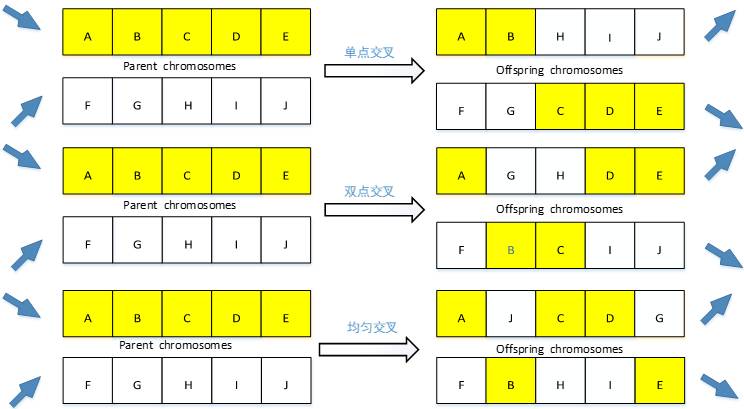 A B C D E
Parent chromosomes
F G H I J
单点交叉
A B H I J
Offspring chromosomes
F G C D E
A B C D E
Parent chromosomes
F G H I J
双点交叉
A G H D E
Offspring chromosomes
F B C I J
A B C D E
Parent chromosomes
F G H I J
均匀交叉
A J C D G
Offspring chromosomes
F B H I E